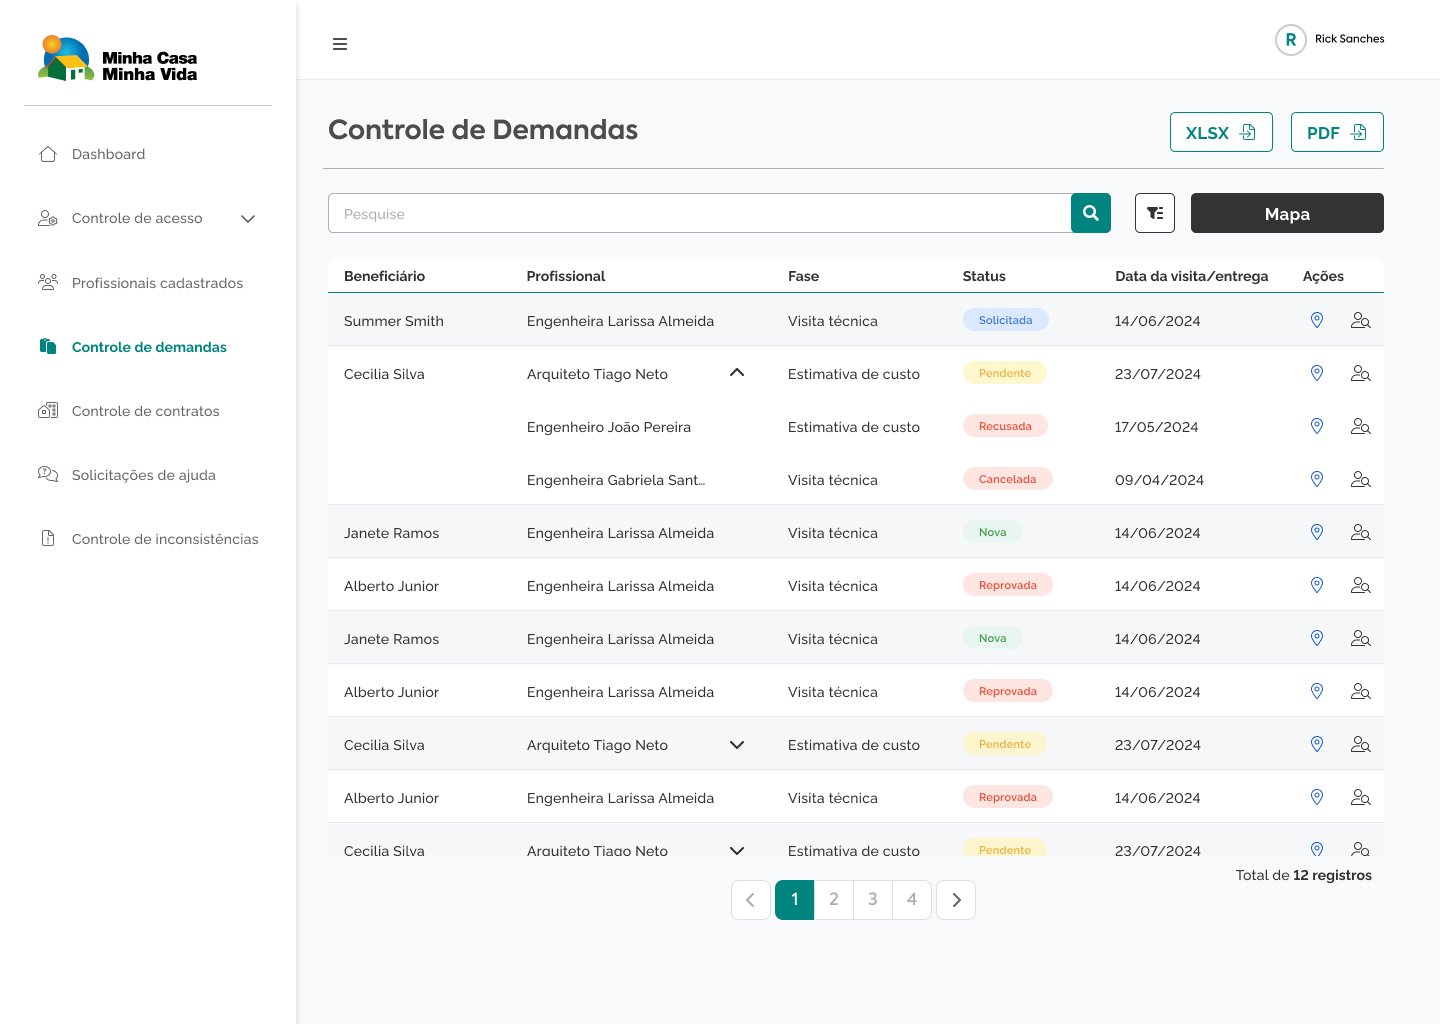 Minha Casa
Minha Vida
R Rick Sanches
Dashboard
Controle de acesso
Profissionais cadastrados
Controle de demandas
Controle de contratos
Solicitações de ajuda
Controle de inconsistências
Controle de Demandas
XLSX PDF
Pesquise
Mapa
Beneficiário Profissional Fase Status Data da visita/entrega Ações
Summer Smith Engenheira Larissa Almeida Visita técnica Solicitada 14/06/2024
Cecilia Silva Arquiteto Tiago Neto Estimativa de custo Pendente 23/07/2024
Engenheiro João Pereira Estimativa de custo Recusada 17/05/2024
Engenheira Gabriela Sant... Visita técnica Cancelada 09/04/2024
Janete Ramos Engenheira Larissa Almeida Visita técnica Nova 14/06/2024
Alberto Junior Engenheira Larissa Almeida Visita técnica Reprovada 14/06/2024
Janete Ramos Engenheira Larissa Almeida Visita técnica Nova 14/06/2024
Alberto Junior Engenheira Larissa Almeida Visita técnica Reprovada 14/06/2024
Cecilia Silva Arquiteto Tiago Neto Estimativa de custo Pendente 23/07/2024
Alberto Junior Engenheira Larissa Almeida Visita técnica Reprovada 14/06/2024
Cecilia Silva Arquiteto Tiago Neto Estimativa de custo Pendente 23/07/2024
Total de 12 registros
1 2 3 4